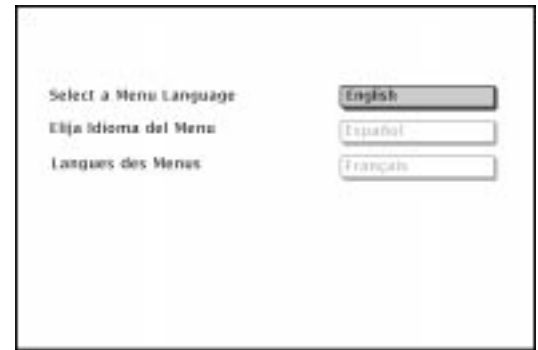 Select a Menu Language English
Elija Idioma del Menu Español
Langues des Menus Français